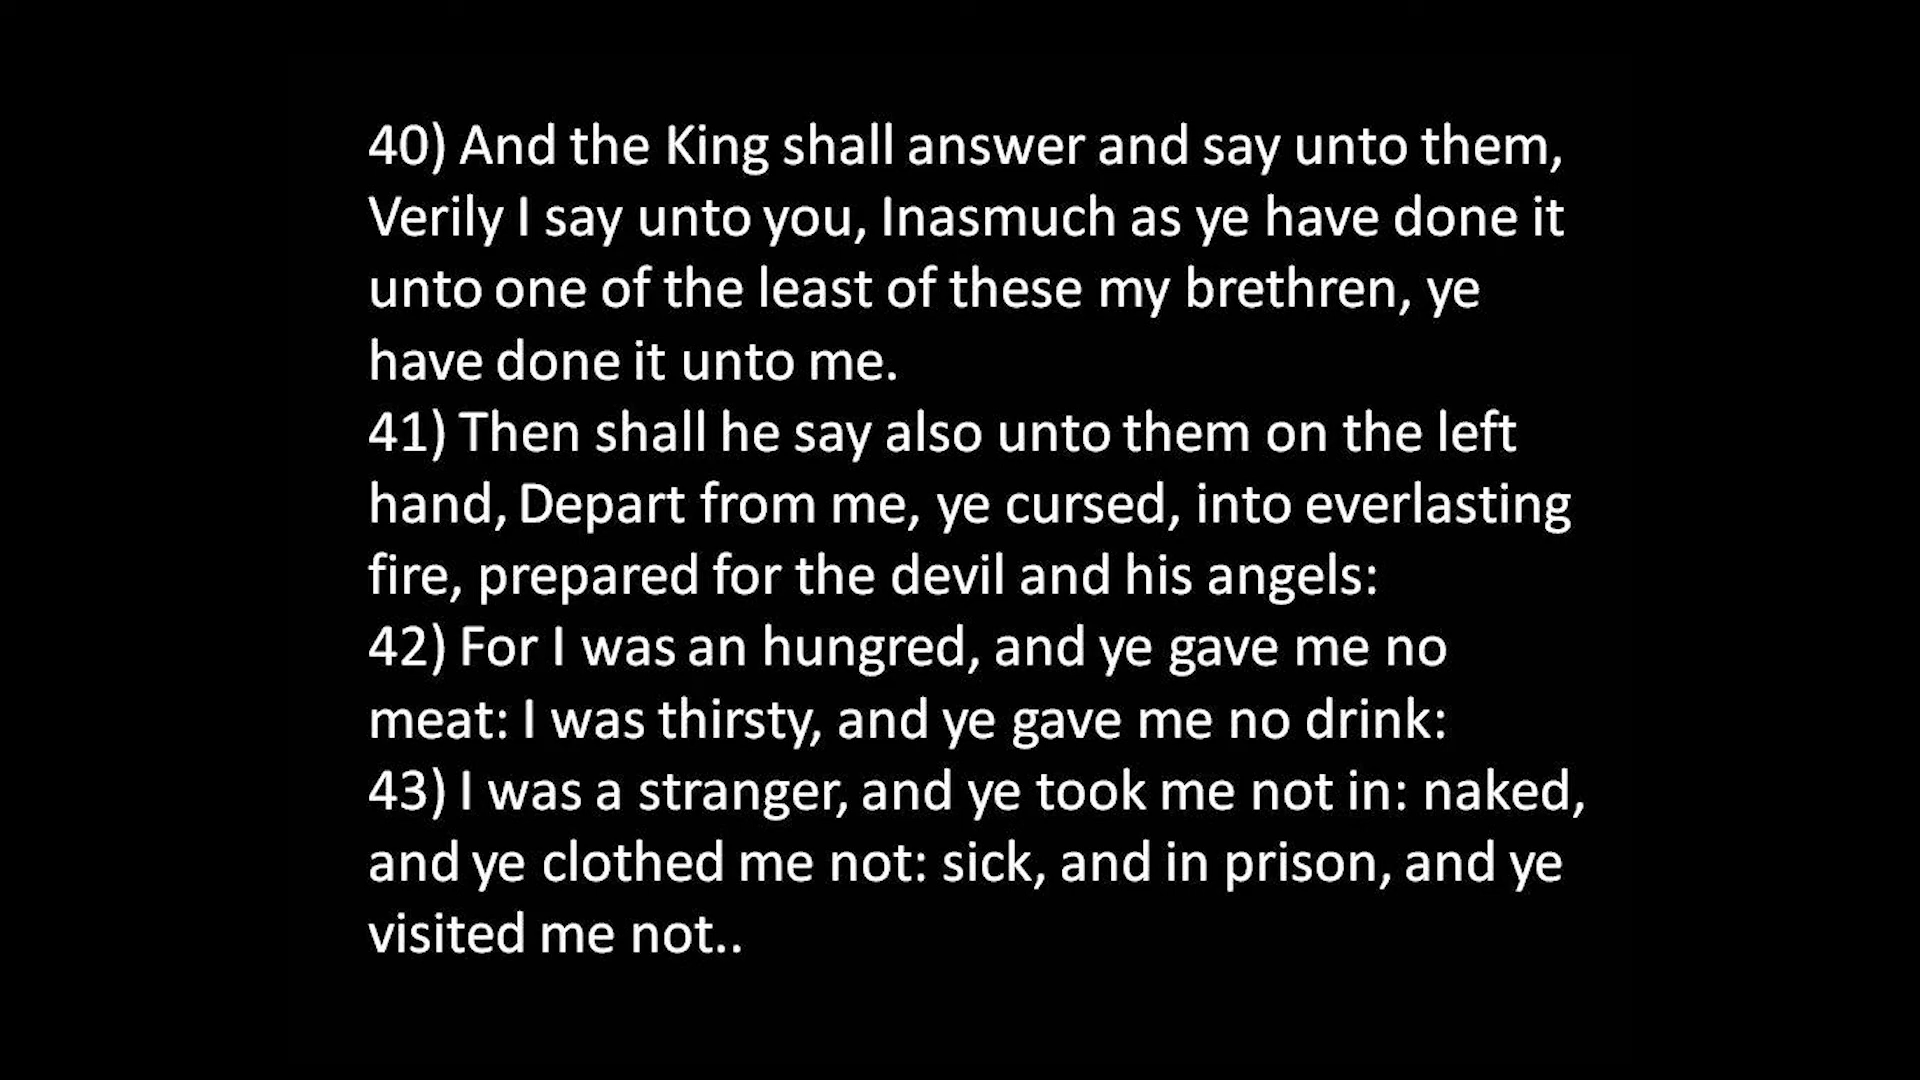 40) And the King shall answer and say unto them,
Verily I say unto you, Inasmuch as ye have done it
unto one of the least of these my brethren, ye
have done it unto me.
41) Then shall he say also unto them on the left
hand, Depart from me, ye cursed, into everlasting
fire, prepared for the devil and his angels:
42) For I was an hungred, and ye gave me no
meat: I was thirsty, and ye gave me no drink:
43) I was a stranger, and ye took me not in: naked,
and ye clothed me not: sick, and in prison, and ye
visited me not..